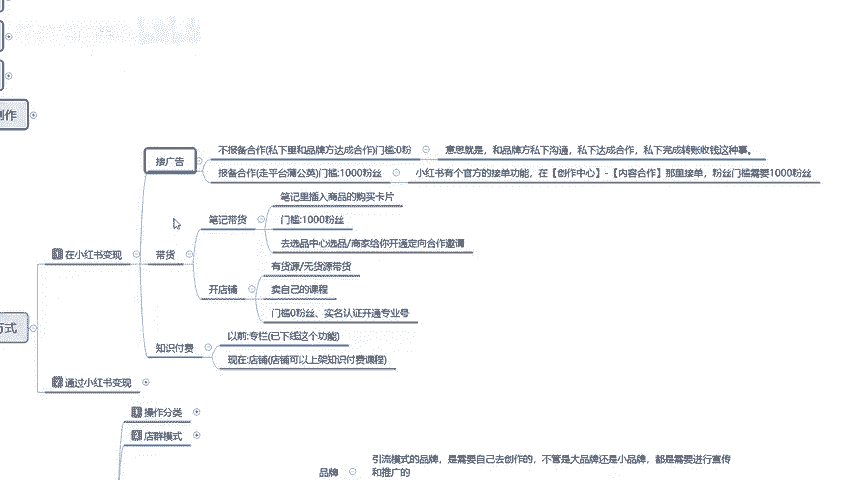 制作
接广告
不报备合作(私下里和品牌方达成合作)门槛:0粉
意思就是，和品牌方私下沟通，私下达成合作，私下完成转账收钱这种事。
报备合作(走平台蒲公英)门槛:1000粉丝
小红书有个官方的接单功能，在【创作中心】-【内容合作】那里接单，粉丝门槛需要1000粉丝
笔记里插入商品的购买卡片
笔记带货
门槛:1000粉丝
去选品中心选品/商家给你开通定向合作邀请
1 在小红书变现
带货
有货源/无货源带货
开店铺
卖自己的课程
门槛0粉丝、实名认证开通专业号
方式
以前:专栏(已下线这个功能)
知识付费
现在:店铺(店铺可以上架知识付费课程)
2 通过小红书变现
1 操作分类
2 店群模式
引流模式的品牌，是需要自己去创作的，不管是大品牌还是小品牌，都是需要进行宣传
品牌
和推广的